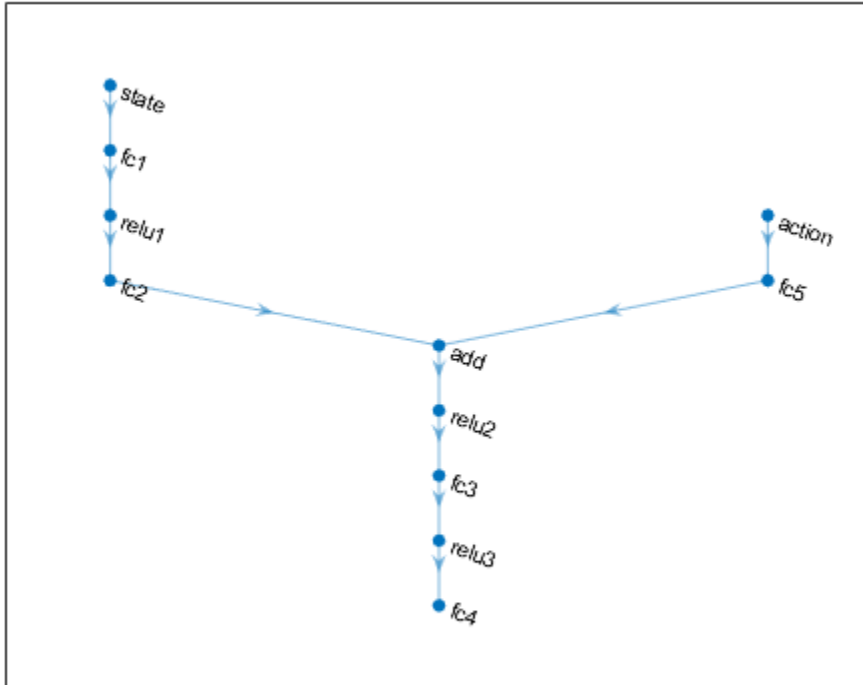 state
fc1
relu1
action
fc2
fc5
add
relu2
fc3
relu3
fc4